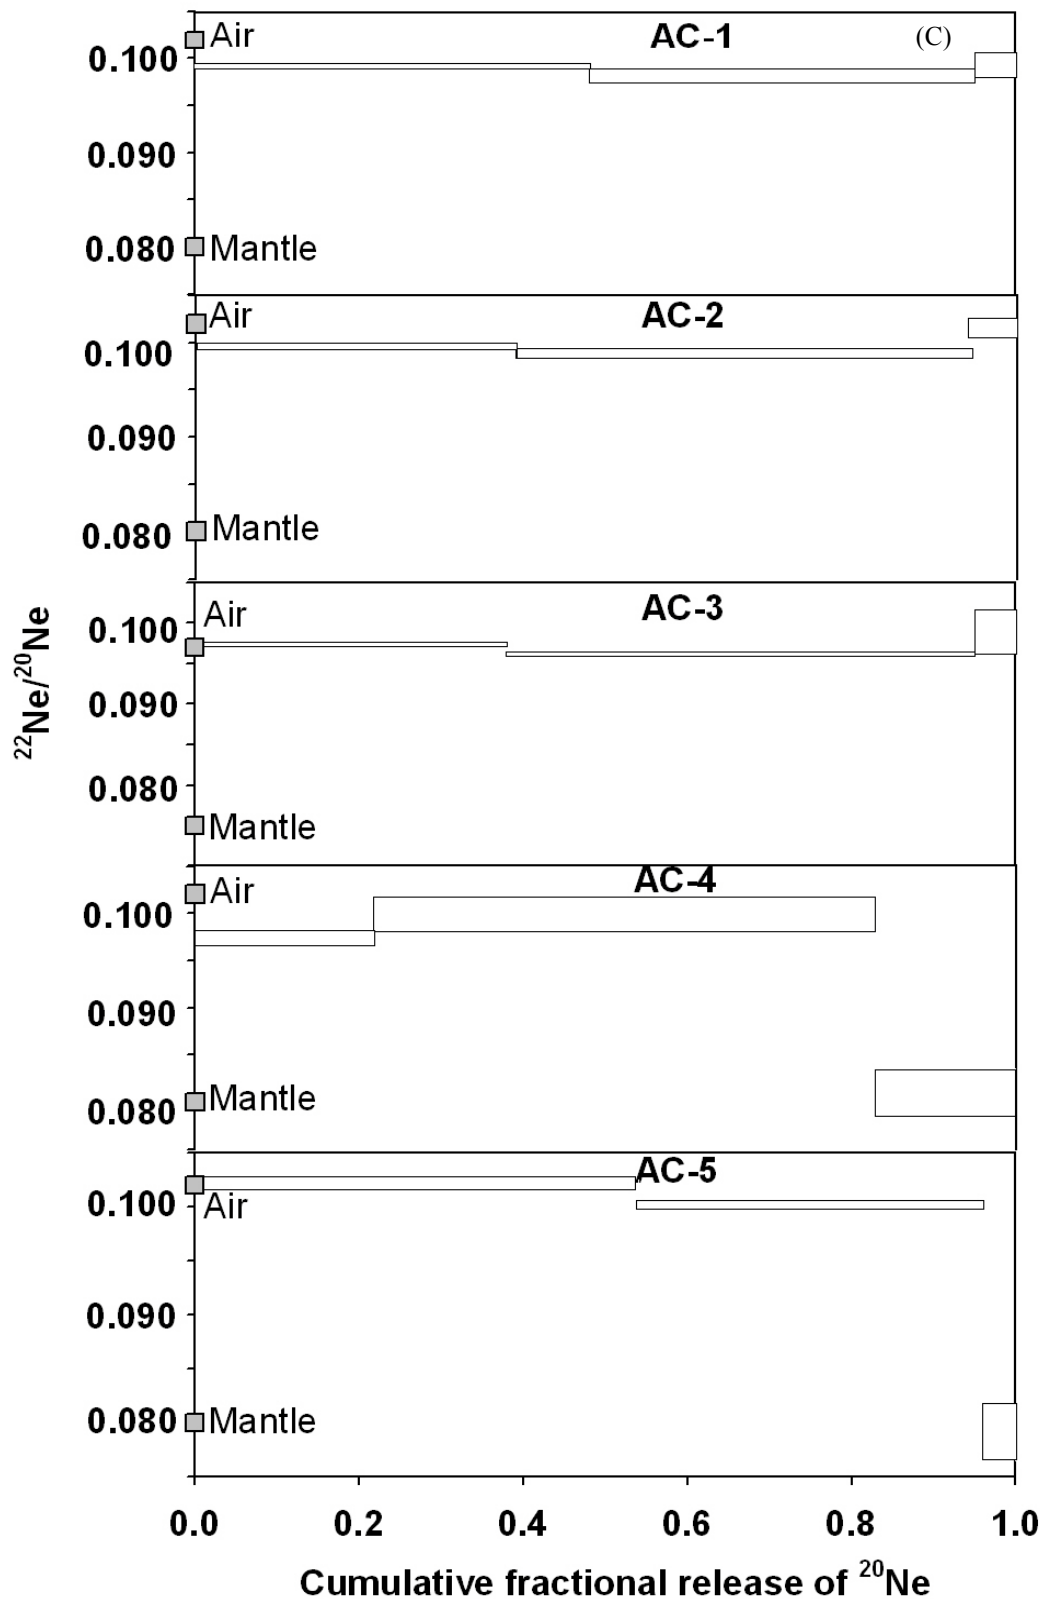 Air AC-1 (C)
0.100
0.090
0.080 Mantle
Air AC-2
0.100
0.090
0.080 Mantle
AC-3
Air
0.100
0.090
0.080
Mantle
AC-4
Air
0.100
0.090
Mantle
0.080
AC-5
0.100 Air
0.090
0.080 Mantle
²²Ne/²⁰Ne
0.0 0.2 0.4 0.6 0.8 1.0
Cumulative fractional release of ²⁰Ne